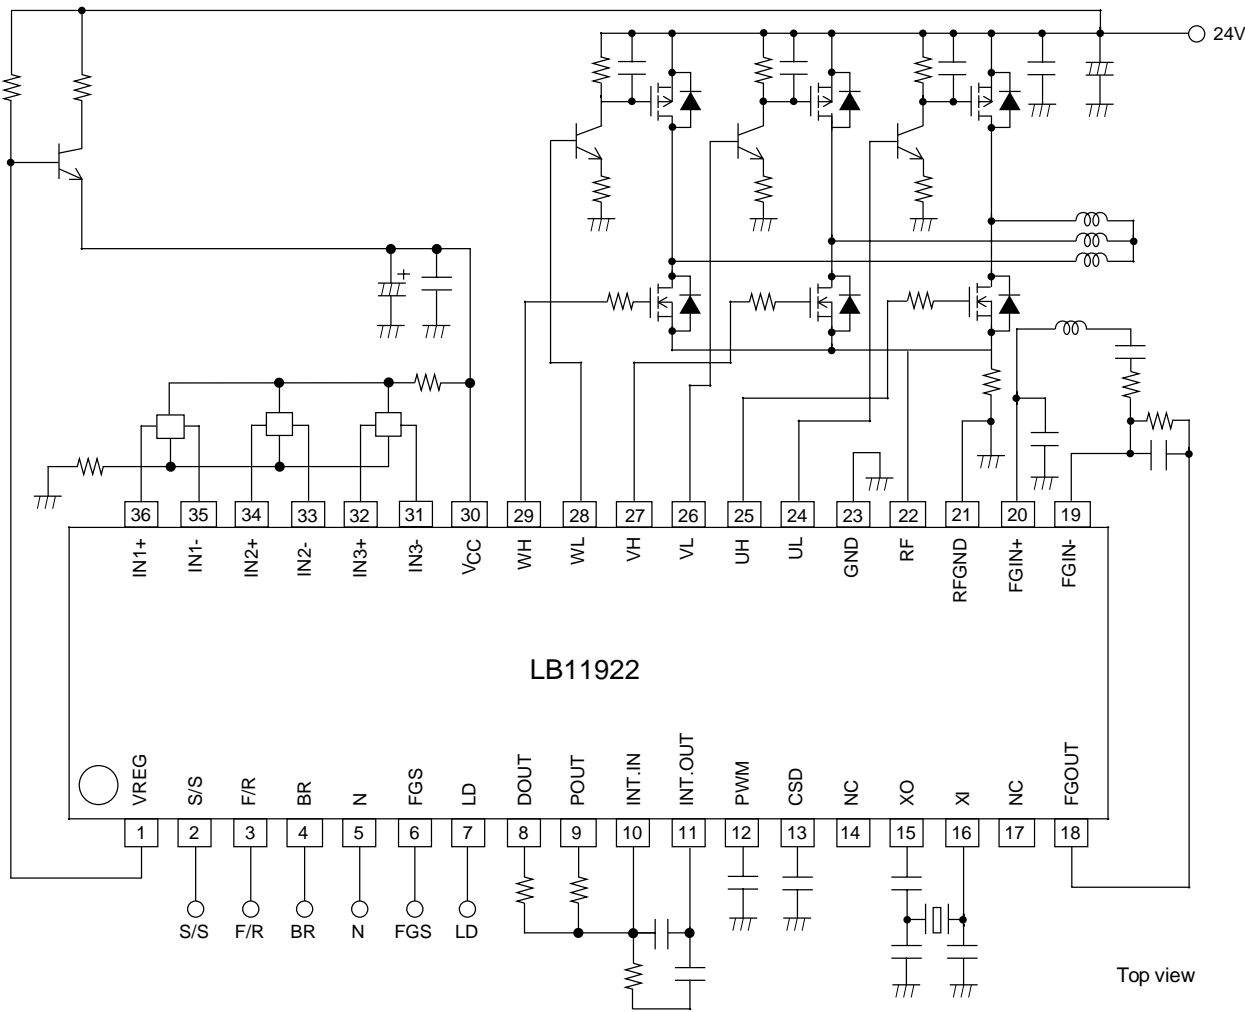 24V
+
36 35 34 33 32 31 30 29 28 27 26 25 24 23 22 21 20 19
IN1+ IN1- IN2+ IN2- IN3+ IN3- VCC WH WL VH VL UH UL GND RF RFGND FGIN+ FGIN-
LB11922
VREG S/S F/R BR N FGS LD DOUT POUT INT.IN INT.OUT PWM CSD NC XO XI NC FGOUT
1 2 3 4 5 6 7 8 9 10 11 12 13 14 15 16 17 18
S/S F/R BR N FGS LD
Top view